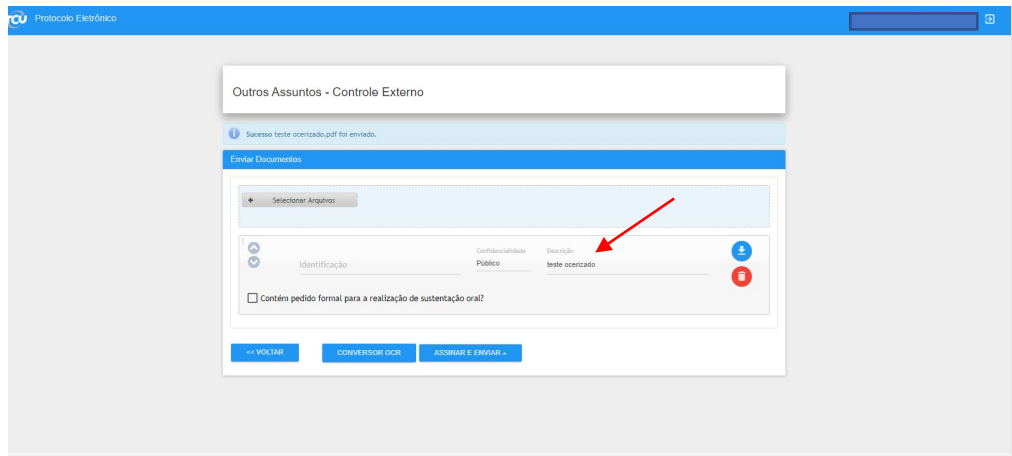 TCU Protocolo Eletrônico
Outros Assuntos - Controle Externo
i Sucesso teste ocerizado.pdf foi enviado.
Enviar Documentos
+ Selecionar Arquivos
1
Confidencialidade Descrição
Identificação Público teste ocerizado
Contém pedido formal para a realização de sustentação oral?
<< VOLTAR CONVERSOR OCR ASSINAR E ENVIAR